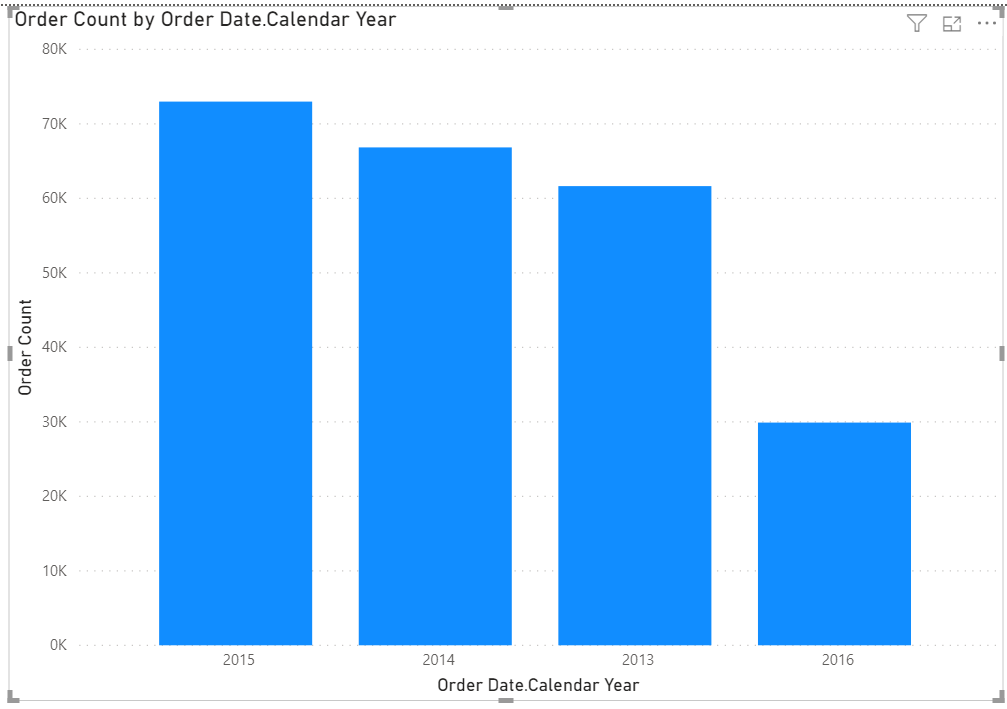 Order Count by Order Date.Calendar Year
80K
70K
60K
50K
40K
30K
20K
10K
0K
Order Count
2015 2014 2013 2016
Order Date.Calendar Year